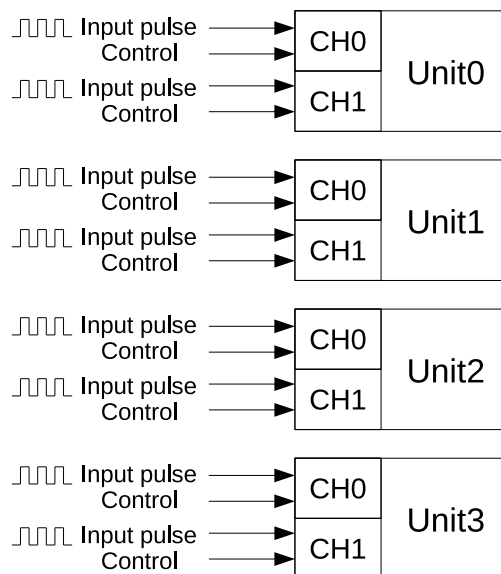 Input pulse
Control
CH0
Input pulse
Control
CH1
Unit0
Input pulse
Control
CH0
Input pulse
Control
CH1
Unit1
Input pulse
Control
CH0
Input pulse
Control
CH1
Unit2
Input pulse
Control
CH0
Input pulse
Control
CH1
Unit3